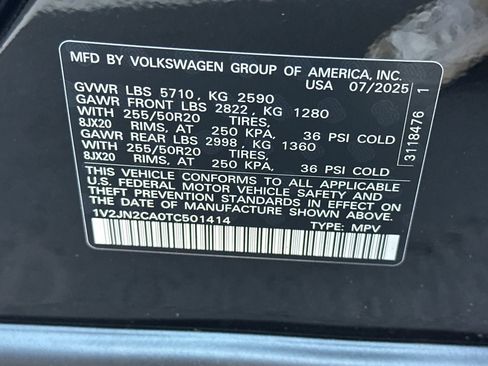 MFD BY VOLKSWAGEN GROUP OF AMERICA, INC.
USA 07/2025
GVWR LBS 5710, KG 2590
GAWR FRONT LBS 2822, KG 1280
WITH 255/50R20 TIRES,
8JX20 RIMS, AT 250 KPA, 36 PSI COLD
GAWR REAR LBS 2998, KG 1360
WITH 255/50R20 TIRES,
8JX20 RIMS, AT 250 KPA, 36 PSI COLD
THIS VEHICLE CONFORMS TO ALL APPLICABLE
U.S. FEDERAL MOTOR VEHICLE SAFETY AND
THEFT PREVENTION STANDARDS IN EFFECT ON
THE DATE OF MANUFACTURE SHOWN ABOVE.
1V2JN2CA0TC501414 TYPE: MPV
3118476 1